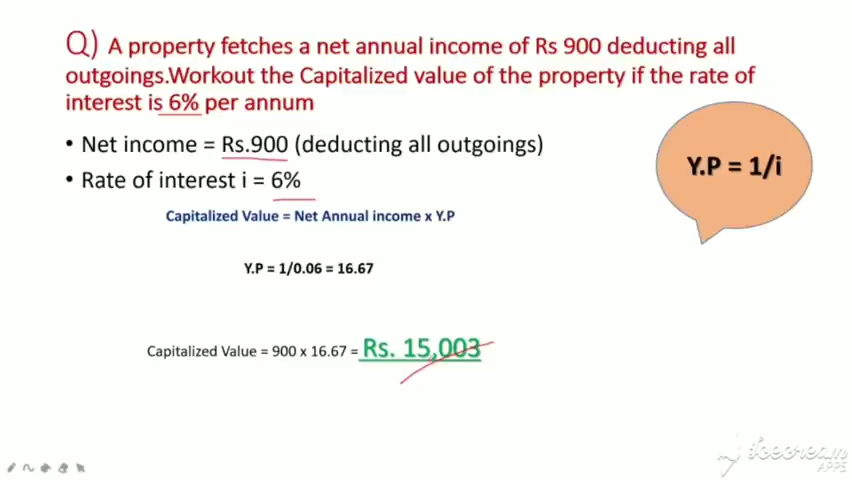 Q) A property fetches a net annual income of Rs 900 deducting all
outgoings.Workout the Capitalized value of the property if the rate of
interest is 6% per annum
• Net income = Rs.900 (deducting all outgoings)
• Rate of interest i = 6%
Y.P = 1/i
Capitalized Value = Net Annual income x Y.P
Y.P = 1/0.06 = 16.67
Capitalized Value = 900 x 16.67 = Rs. 15,003
Icecream
APPS